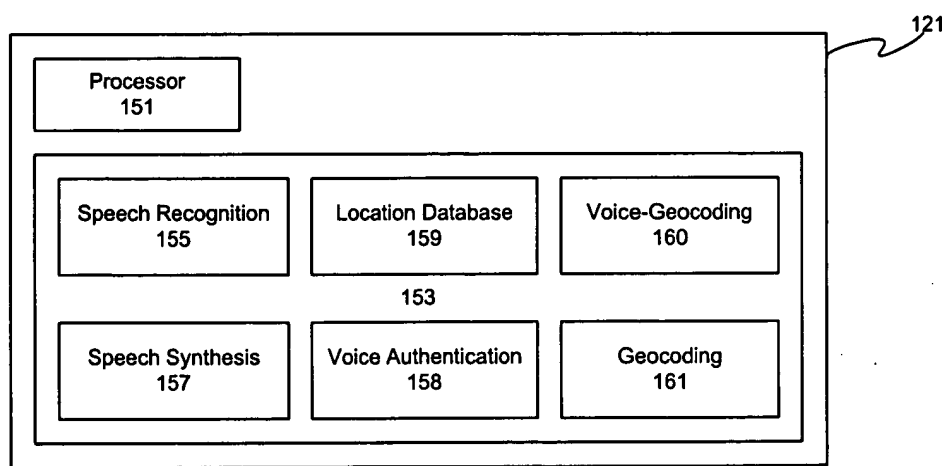 121
Processor
151
Speech Recognition
155
Location Database
159
Voice-Geocoding
160
153
Speech Synthesis
157
Voice Authentication
158
Geocoding
161